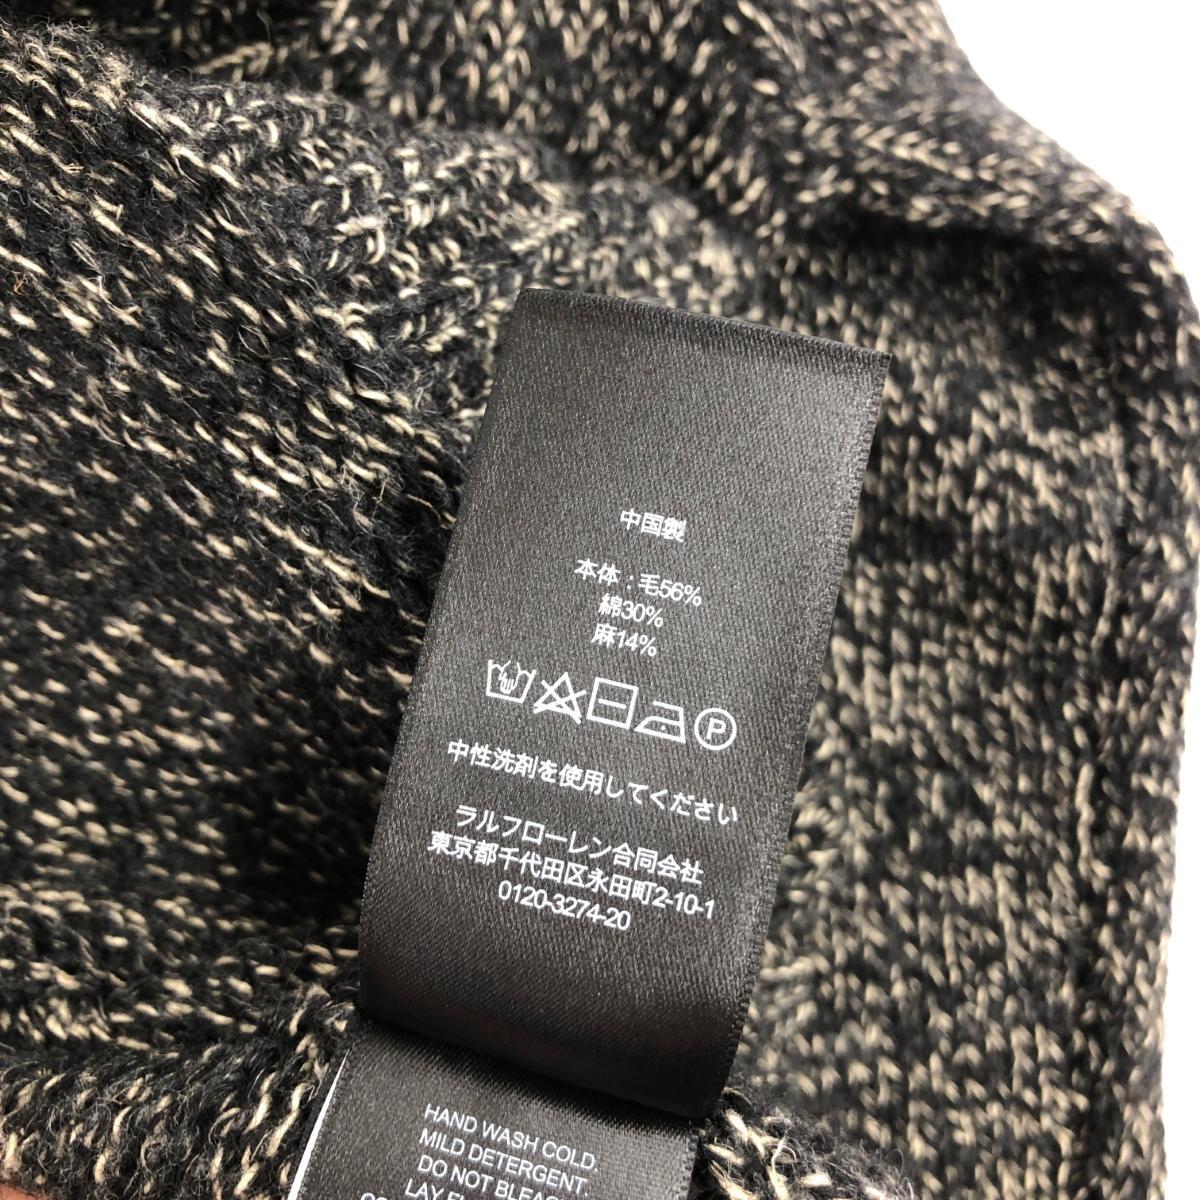 中国製
本体：毛56%
綿30%
麻14%
P
中性洗剤を使用してください
ラルフローレン合同会社
東京都千代田区永田町2-10-1
0120-3274-20
HAND WASH COLD.
MILD DETERGENT.
DO NOT
LAY